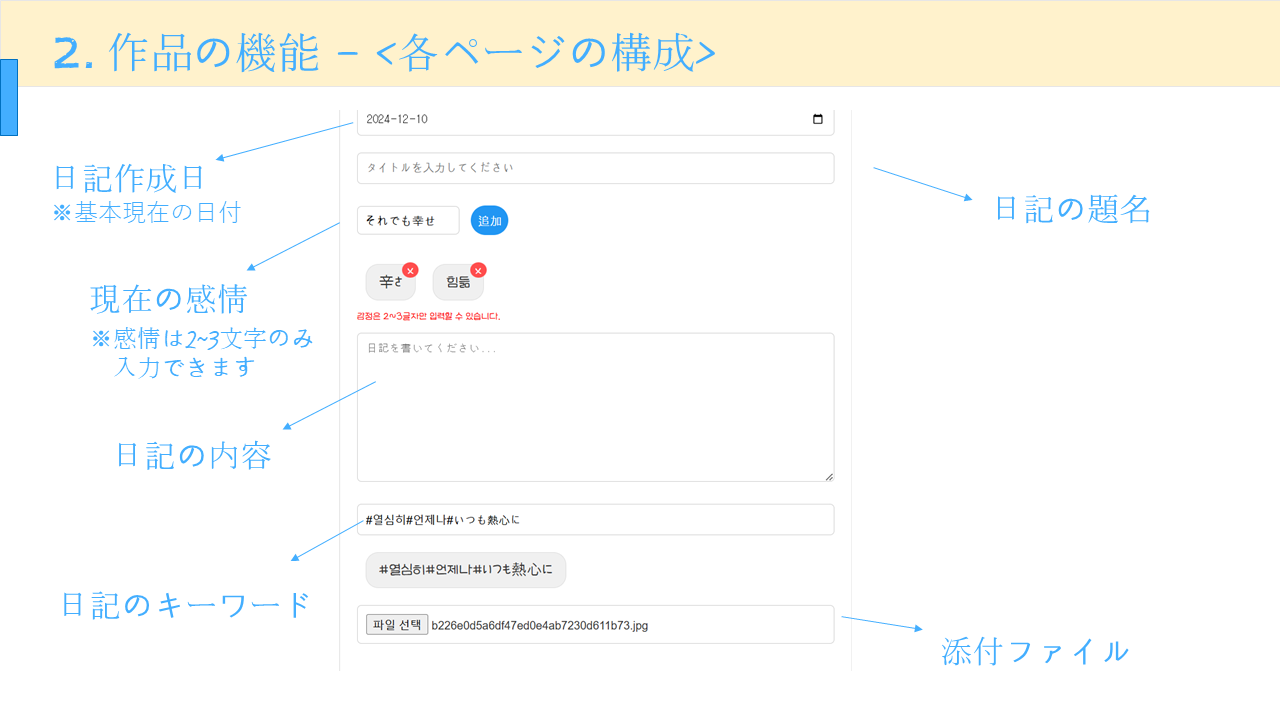 2. 作品の機能 - <各ページの構成>
2024-12-10
タイトルを入力してください
日記作成日
※基本現在の日付
日記の題名
それでも幸せ 追加
辛さ × 힘듦 ×
감정은 2~3글자만 입력할 수 있습니다.
現在の感情
※感情は2~3文字のみ
入力できます
日記を書いてください...
日記の内容
#열심히#언제나#いつも熱心に
#열심히#언제나#いつも熱心に
日記のキーワード
파일 선택 b226e0d5a6df47ed0e4ab7230d611b73.jpg
添付ファイル